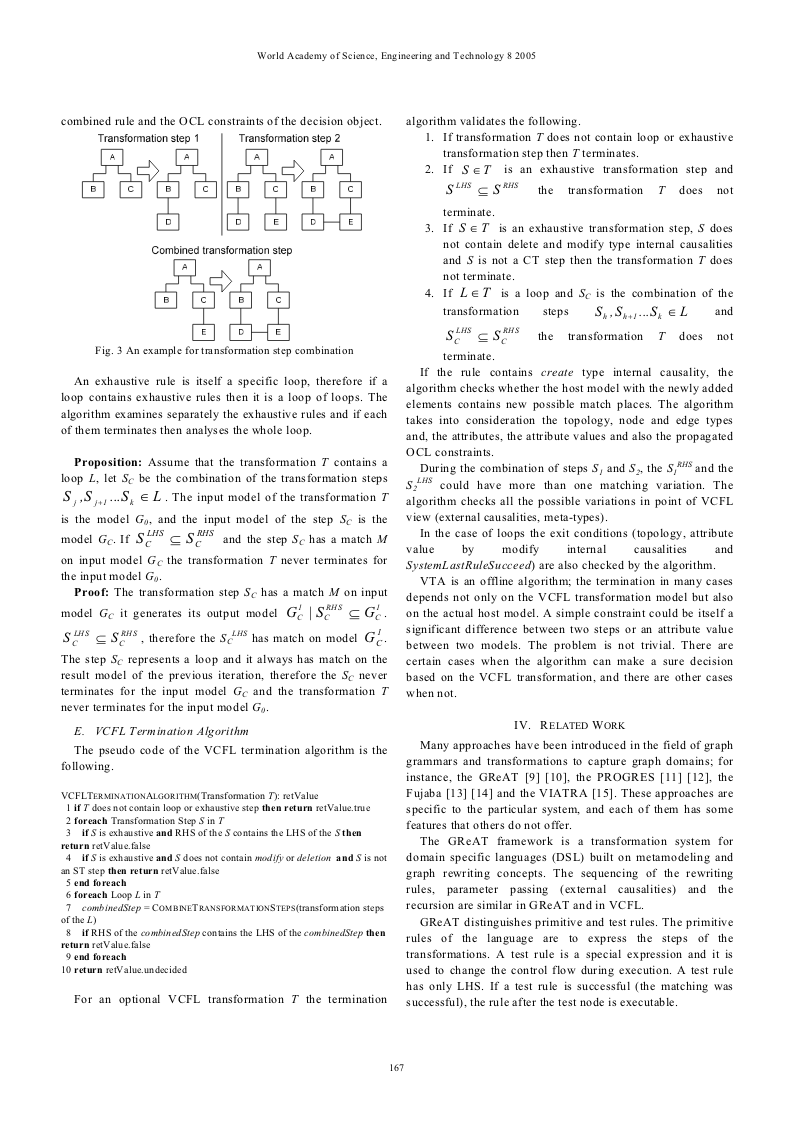 World Academy of Science, Engineering and Technology 8 2005
combined rule and the OCL constraints of the decision object.
Transformation step 1
Transformation step 2
A
A
A
A
B
C
B
C
B
C
B
C
D
D
E
D
E
Combined transformation step
A
A
B
C
B
C
E
D
E
Fig. 3 An example for transformation step combination
An exhaustive rule is itself a specific loop, therefore if a
loop contains exhaustive rules then it is a loop of loops. The
algorithm examines separately the exhaustive rules and if each
of them terminates then analyses the whole loop.
Proposition: Assume that the transformation T contains a
loop L, let S_C be the combination of the transformation steps
S_j ,S_{j+1} ...S_k ∈ L . The input model of the transformation T
is the model G_0, and the input model of the step S_C is the
model G_C. If S_C^{LHS} ⊆ S_C^{RHS} and the step S_C has a match M
on input model G_C the transformation T never terminates for
the input model G_0.
Proof: The transformation step S_C has a match M on input
model G_C it generates its output model G_C^1 | S_C^{RHS} ⊆ G_C^1 .
S_C^{LHS} ⊆ S_C^{RHS} , therefore the S_C^{LHS} has match on model G_C^1.
The step S_C represents a loop and it always has match on the
result model of the previous iteration, therefore the S_C never
terminates for the input model G_C and the transformation T
never terminates for the input model G_0.
E. VCFL Termination Algorithm
The pseudo code of the VCFL termination algorithm is the
following.
VCFLTERMINATIONALGORITHM(Transformation T): retValue
1 if T does not contain loop or exhaustive step then return retValue.true
2 foreach Transformation Step S in T
3 if S is exhaustive and RHS of the S contains the LHS of the S then
return retValue.false
4 if S is exhaustive and S does not contain modify or deletion and S is not
an ST step then return retValue.false
5 end foreach
6 foreach Loop L in T
7 combinedStep = COMBINETRANSFORMATIONSTEPS(transformation steps
of the L)
8 if RHS of the combinedStep contains the LHS of the combinedStep then
return retValue.false
9 end foreach
10 return retValue.undecided
For an optional VCFL transformation T the termination
algorithm validates the following.
1. If transformation T does not contain loop or exhaustive
transformation step then T terminates.
2. If S ∈ T is an exhaustive transformation step and
S^{LHS} ⊆ S^{RHS} the transformation T does not
terminate.
3. If S ∈ T is an exhaustive transformation step, S does
not contain delete and modify type internal causalities
and S is not a CT step then the transformation T does
not terminate.
4. If L ∈ T is a loop and S_C is the combination of the
transformation steps S_h ,S_{h+1} ...S_k ∈ L and
S_C^{LHS} ⊆ S_C^{RHS} the transformation T does not
terminate.
If the rule contains create type internal causality, the
algorithm checks whether the host model with the newly added
elements contains new possible match places. The algorithm
takes into consideration the topology, node and edge types
and, the attributes, the attribute values and also the propagated
OCL constraints.
During the combination of steps S_1 and S_2, the S_1^{RHS} and the
S_2^{LHS} could have more than one matching variation. The
algorithm checks all the possible variations in point of VCFL
view (external causalities, meta-types).
In the case of loops the exit conditions (topology, attribute
value by modify internal causalities and
SystemLastRuleSucceed) are also checked by the algorithm.
VTA is an offline algorithm; the termination in many cases
depends not only on the VCFL transformation model but also
on the actual host model. A simple constraint could be itself a
significant difference between two steps or an attribute value
between two models. The problem is not trivial. There are
certain cases when the algorithm can make a sure decision
based on the VCFL transformation, and there are other cases
when not.
IV. RELATED WORK
Many approaches have been introduced in the field of graph
grammars and transformations to capture graph domains; for
instance, the GReAT [9] [10], the PROGRES [11] [12], the
Fujaba [13] [14] and the VIATRA [15]. These approaches are
specific to the particular system, and each of them has some
features that others do not offer.
The GReAT framework is a transformation system for
domain specific languages (DSL) built on metamodeling and
graph rewriting concepts. The sequencing of the rewriting
rules, parameter passing (external causalities) and the
recursion are similar in GReAT and in VCFL.
GReAT distinguishes primitive and test rules. The primitive
rules of the language are to express the steps of the
transformations. A test rule is a special expression and it is
used to change the control flow during execution. A test rule
has only LHS. If a test rule is successful (the matching was
successful), the rule after the test node is executable.
167